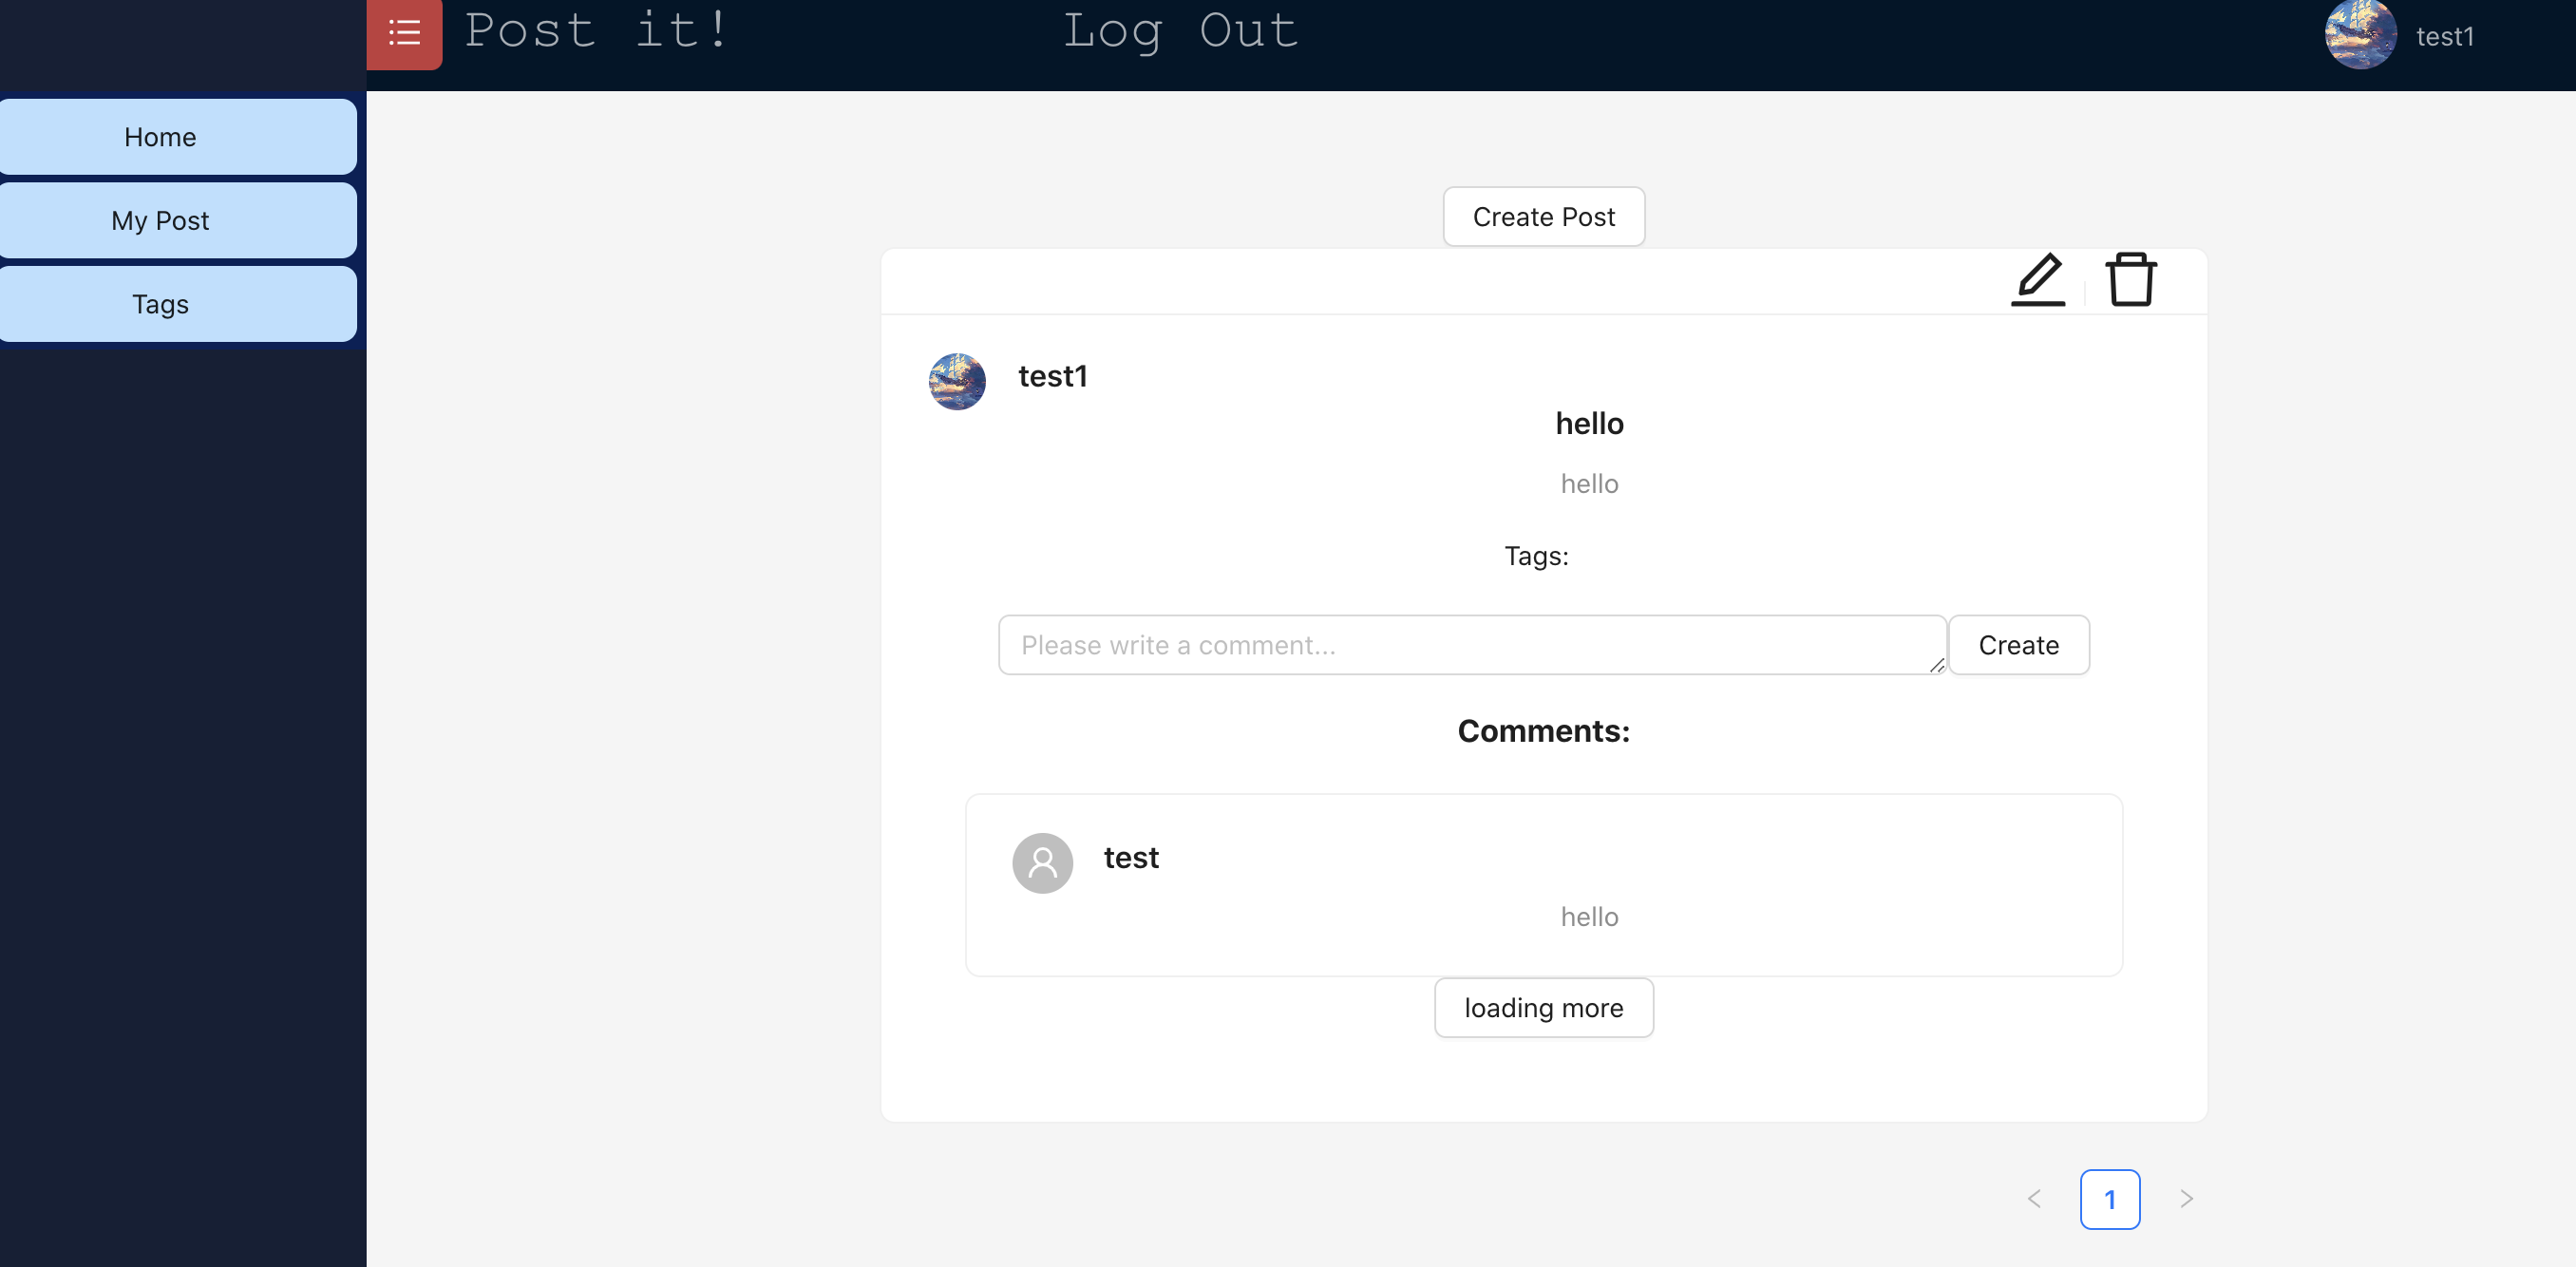 Post it!
Log Out
test1
Home
My Post
Tags
Create Post
test1
hello
hello
Tags:
Please write a comment...
Create
Comments:
test
hello
loading more
1